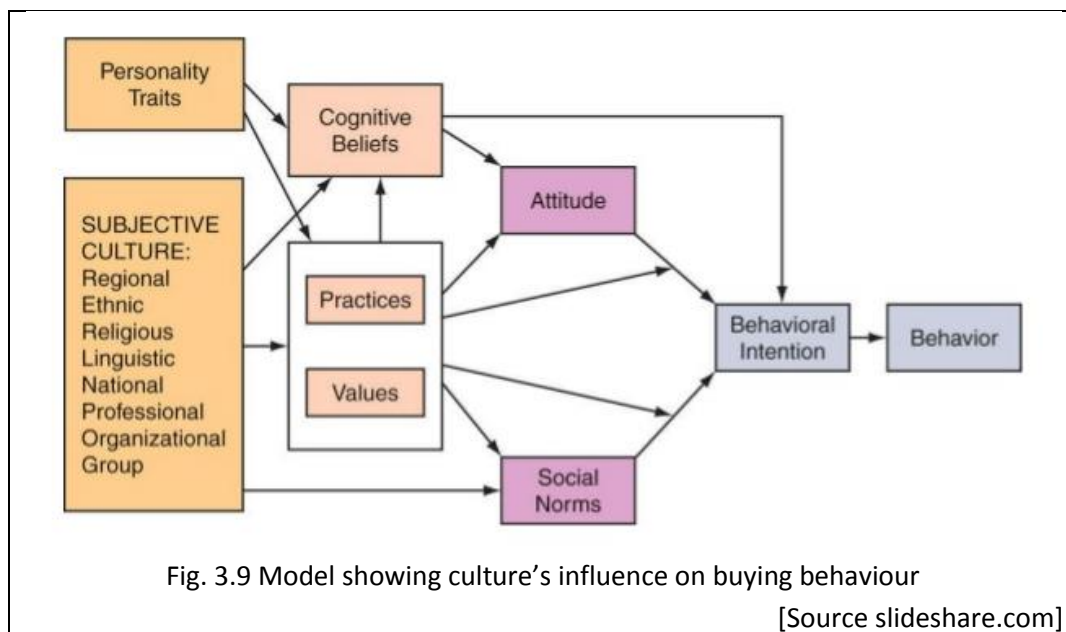 Personality
Traits
Cognitive
Beliefs
Attitude
SUBJECTIVE
CULTURE:
Regional
Ethnic
Religious
Linguistic
National
Professional
Organizational
Group
Practices
Values
Behavioral
Intention
Behavior
Social
Norms
Fig. 3.9 Model showing culture’s influence on buying behaviour
[Source slideshare.com]